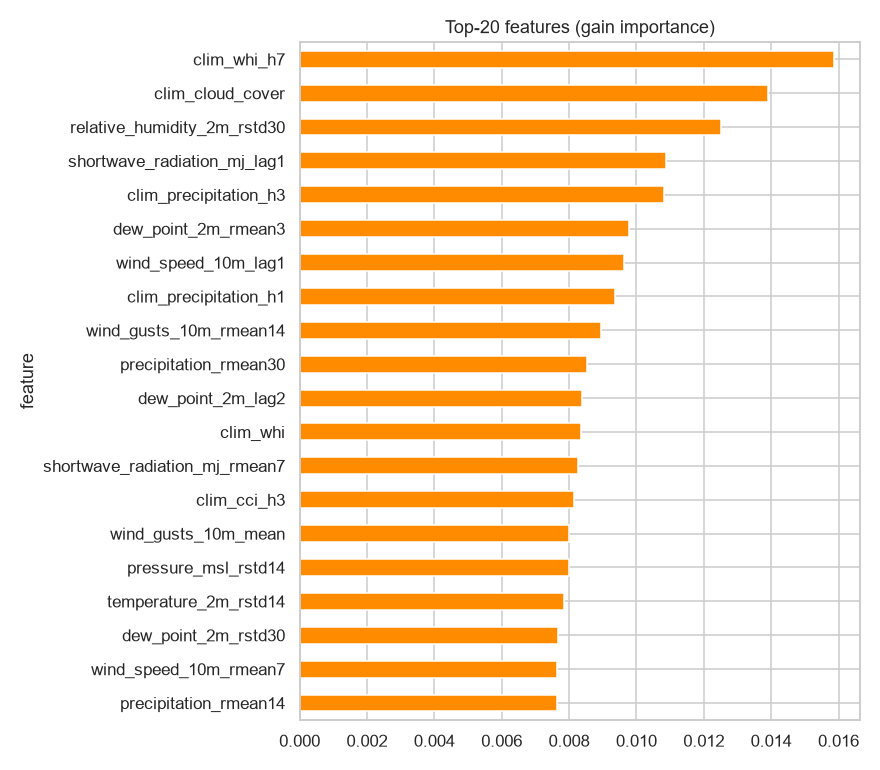 Top-20 features (gain importance)
feature
clim_whi_h7
clim_cloud_cover
relative_humidity_2m_rstd30
shortwave_radiation_mj_lag1
clim_precipitation_h3
dew_point_2m_rmean3
wind_speed_10m_lag1
clim_precipitation_h1
wind_gusts_10m_rmean14
precipitation_rmean30
dew_point_2m_lag2
clim_whi
shortwave_radiation_mj_rmean7
clim_cci_h3
wind_gusts_10m_mean
pressure_msl_rstd14
temperature_2m_rstd14
dew_point_2m_rstd30
wind_speed_10m_rmean7
precipitation_rmean14
0.000 0.002 0.004 0.006 0.008 0.010 0.012 0.014 0.016